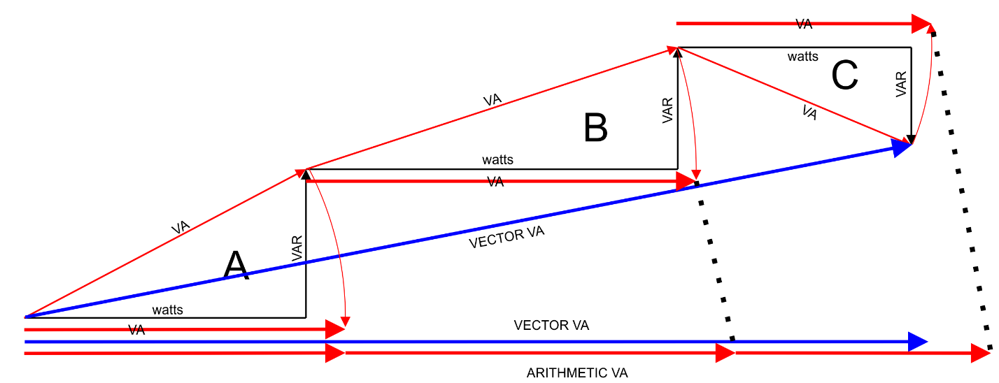 VA
watts
C
VAR
VA
VA
B
VAR
watts
VA
VA
VECTOR VA
VAR
A
watts
VA
VECTOR VA
ARITHMETIC VA